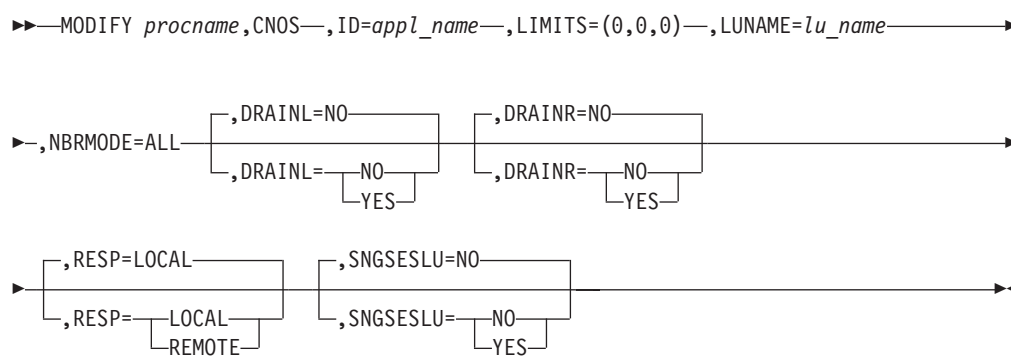 MODIFY procname,CNOS ,ID=appl_name ,LIMITS=(0,0,0) ,LUNAME=lu_name
,DRAINL=NO ,DRAINR=NO
,NBRMODE=ALL
,DRAINL= NO ,DRAINR= NO
YES YES
,RESP=LOCAL ,SNGSESLU=NO
,RESP= LOCAL ,SNGSESLU= NO
REMOTE YES